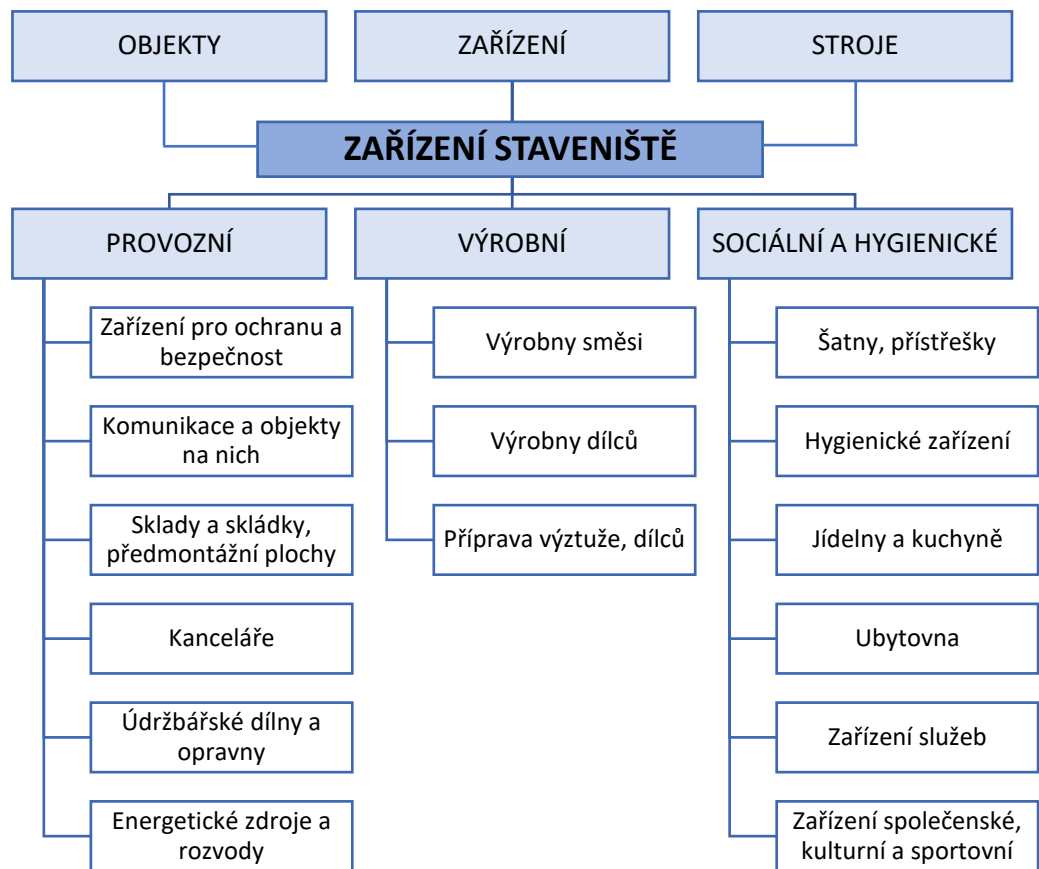 OBJEKTY
ZAŘÍZENÍ
STROJE
ZAŘÍZENÍ STAVENIŠTĚ
PROVOZNÍ
Zařízení pro ochranu a
bezpečnost
Komunikace a objekty
na nich
Sklady a skládky,
předmontážní plochy
Kanceláře
Údržbářské dílny a
opravny
Energetické zdroje a
rozvody
VÝROBNÍ
Výrobny směsi
Výrobny dílců
Příprava výztuže, dílců
SOCIÁLNÍ A HYGIENICKÉ
Šatny, přístřešky
Hygienické zařízení
Jídelny a kuchyně
Ubytovna
Zařízení služeb
Zařízení společenské,
kulturní a sportovní